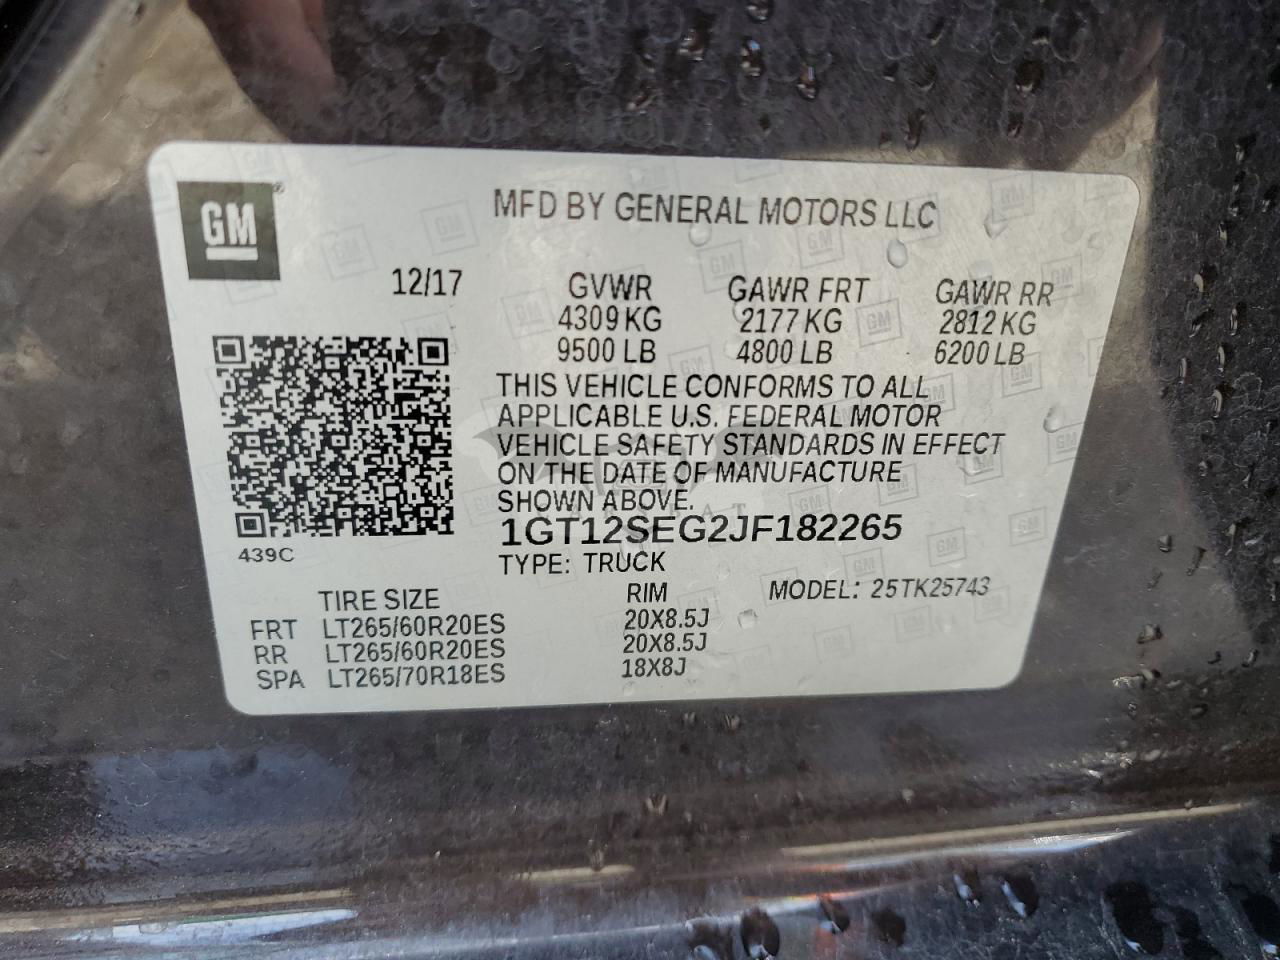 GM®
MFD BY GENERAL MOTORS LLC
12/17 GVWR GAWR FRT GAWR RR
4309 KG 2177 KG 2812 KG
9500 LB 4800 LB 6200 LB
THIS VEHICLE CONFORMS TO ALL
APPLICABLE U.S. FEDERAL MOTOR
VEHICLE SAFETY STANDARDS IN EFFECT
ON THE DATE OF MANUFACTURE
SHOWN ABOVE.
1GT12SEG2JF182265
439C
TYPE: TRUCK
TIRE SIZE RIM MODEL: 25TK25743
FRT LT265/60R20ES 20X8.5J
RR LT265/60R20ES 20X8.5J
SPA LT265/70R18ES 18X8J